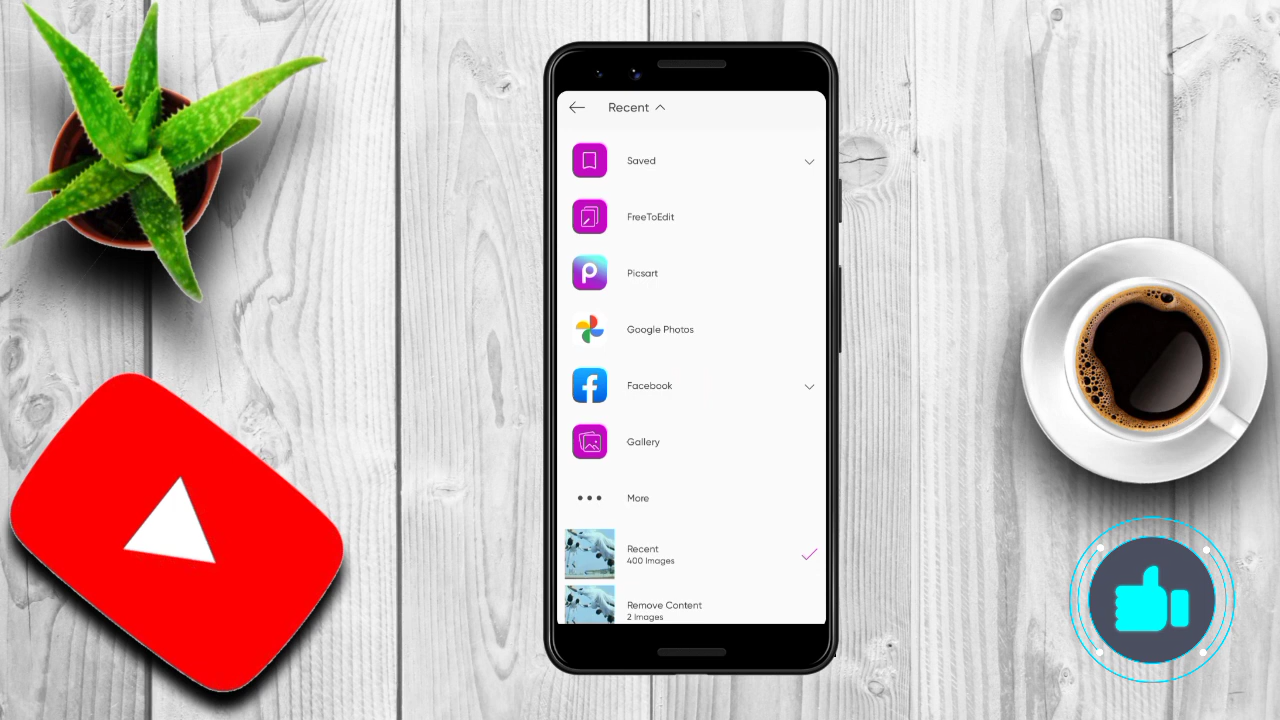 Recent
Saved
FreeToEdit
Picsart
Google Photos
Facebook
Gallery
More
Recent
400 Images
Remove Content
2 Images